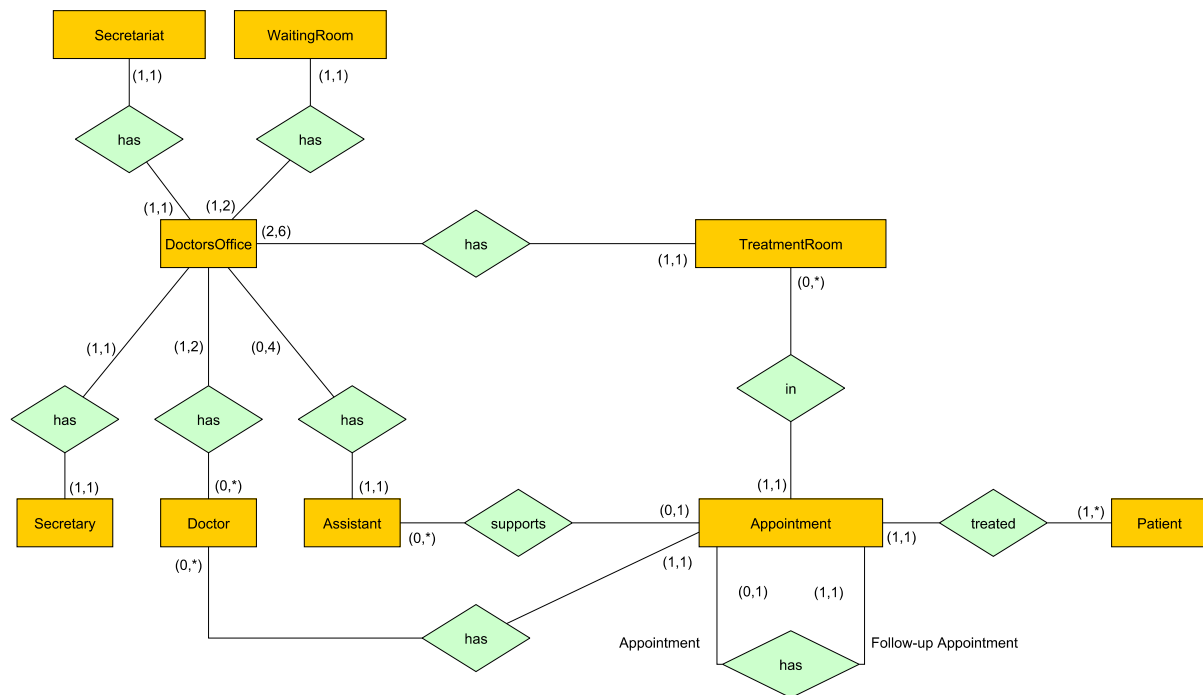 Secretariat
WaitingRoom
(1,1)
(1,1)
has
has
(1,1)
(1,2)
DoctorsOffice
(2,6)
has
(1,1)
TreatmentRoom
(0,*)
(1,1)
(1,2)
(0,4)
has
has
has
in
(1,1)
(0,*)
(1,1)
(1,1)
Secretary
Doctor
Assistant
(0,*)
supports
(0,1)
Appointment
(1,1)
treated
(1,*)
Patient
(0,*)
(1,1)
has
(0,1)
(1,1)
Appointment
has
Follow-up Appointment